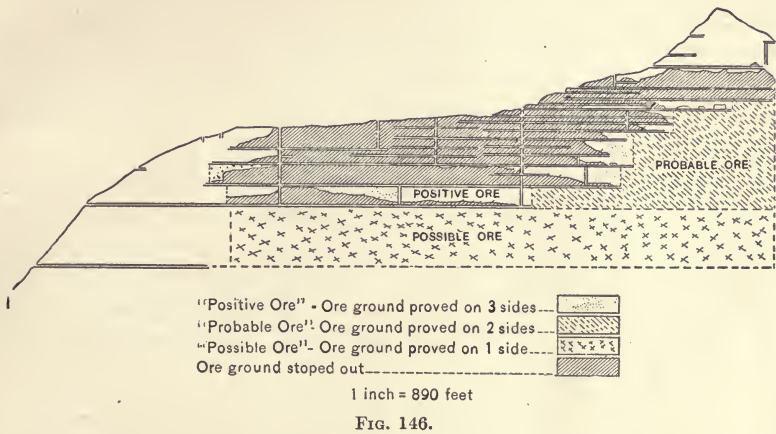 PROBABLE ORE
POSITIVE ORE
POSSIBLE ORE
"Positive Ore" - Ore ground proved on 3 sides
"Probable Ore"- Ore ground proved on 2 sides
"Possible Ore"- Ore ground proved on 1 side
Ore ground stoped out
1 inch = 890 feet
FIG. 146.